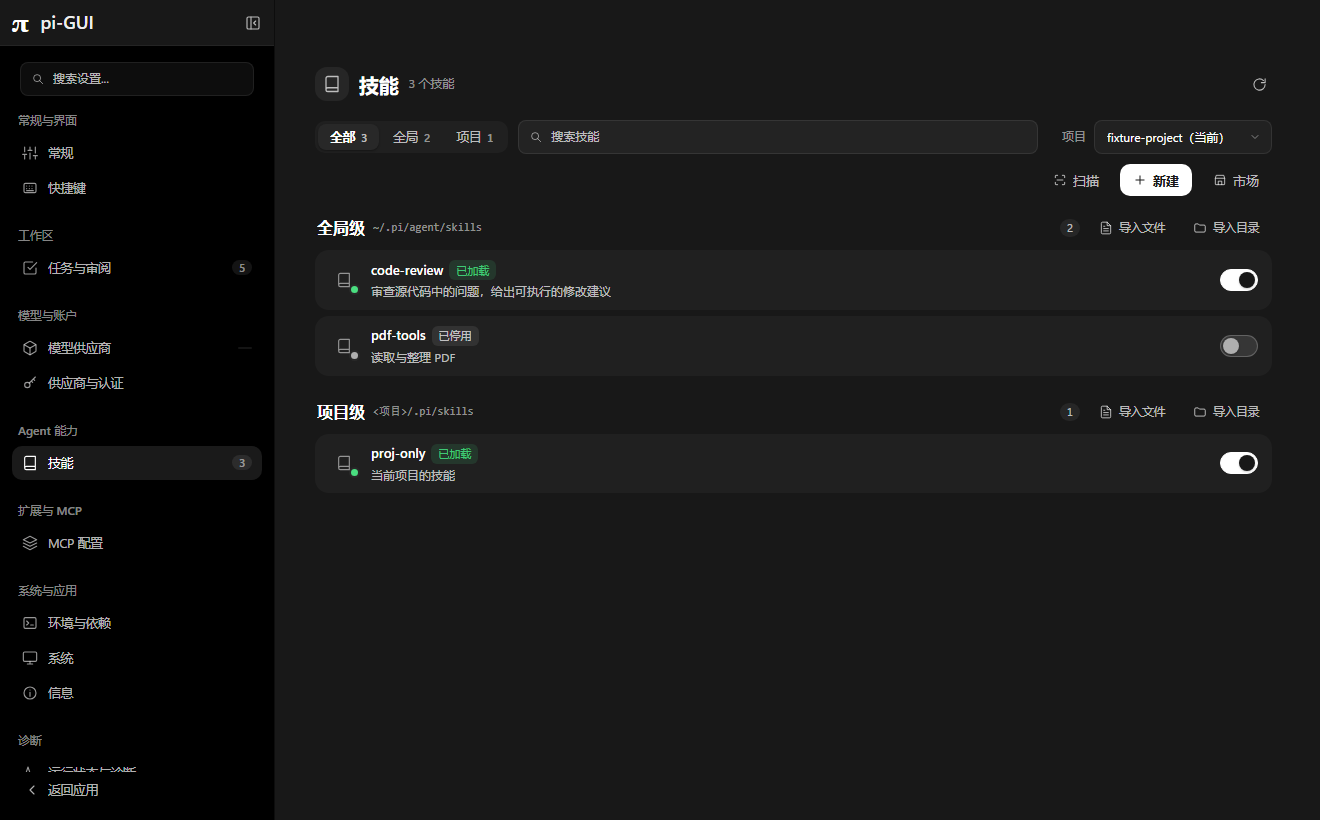 π pi-GUI
搜索设置...
常规与界面
常规
快捷键
工作区
任务与审阅 5
模型与账户
模型供应商
供应商与认证
Agent 能力
技能 3
扩展与 MCP
MCP 配置
系统与应用
环境与依赖
系统
信息
诊断
运行状态与诊断
返回应用
技能 3 个技能
全部 3 全局 2 项目 1 搜索技能 项目 fixture-project (当前)
扫描 新建 市场
全局级 ~/.pi/agent/skills 2 导入文件 导入目录
code-review 已加载
审查源代码中的问题，给出可执行的修改建议
pdf-tools 已停用
读取与整理 PDF
项目级 <项目>/.pi/skills 1 导入文件 导入目录
proj-only 已加载
当前项目的技能